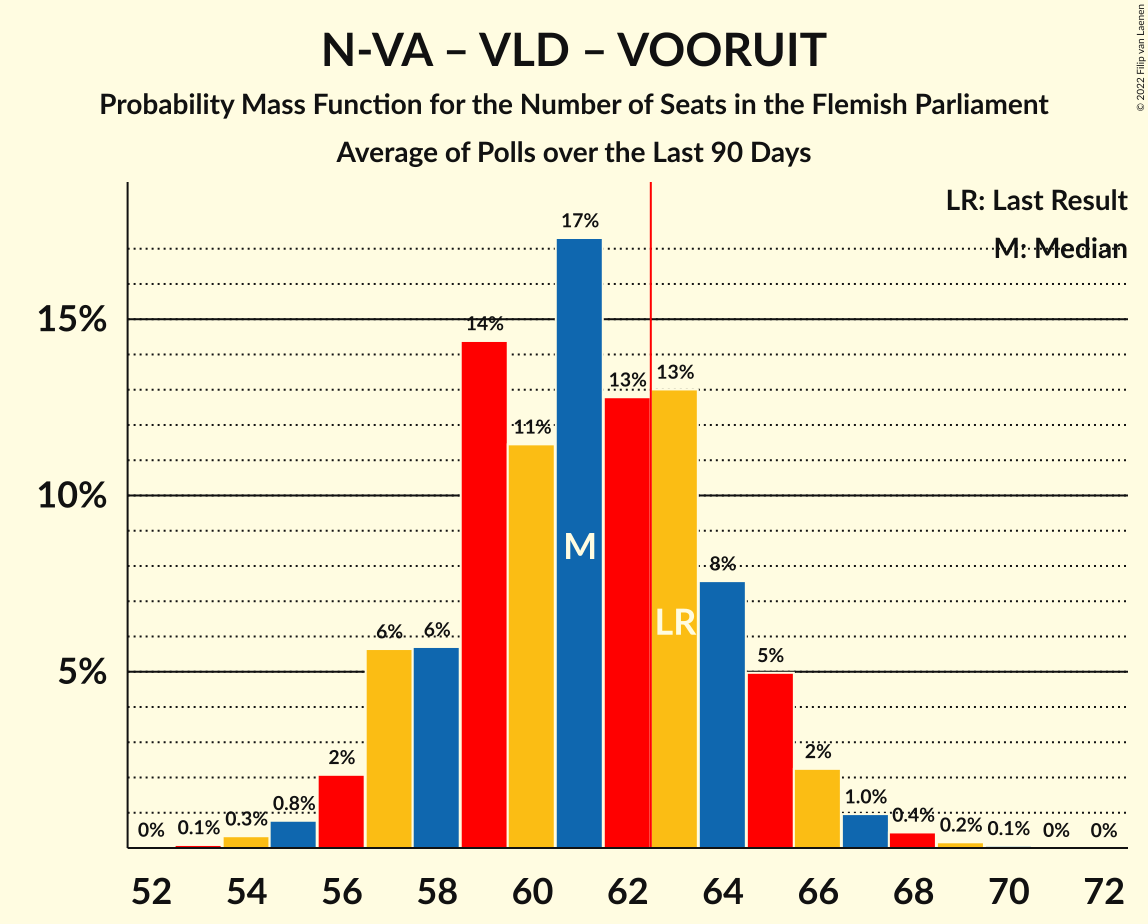 N-VA – VLD – VOORUIT
Probability Mass Function for the Number of Seats in the Flemish Parliament
Average of Polls over the Last 90 Days
© 2022 Filip van Laenen
LR: Last Result
M: Median
15%
10%
5%
0%
0.1%
0.3%
0.8%
2%
6%
6%
14%
11%
17%
13%
13%
8%
5%
2%
1.0%
0.4%
0.2%
0.1%
0%
0%
M
LR
52 54 56 58 60 62 64 66 68 70 72